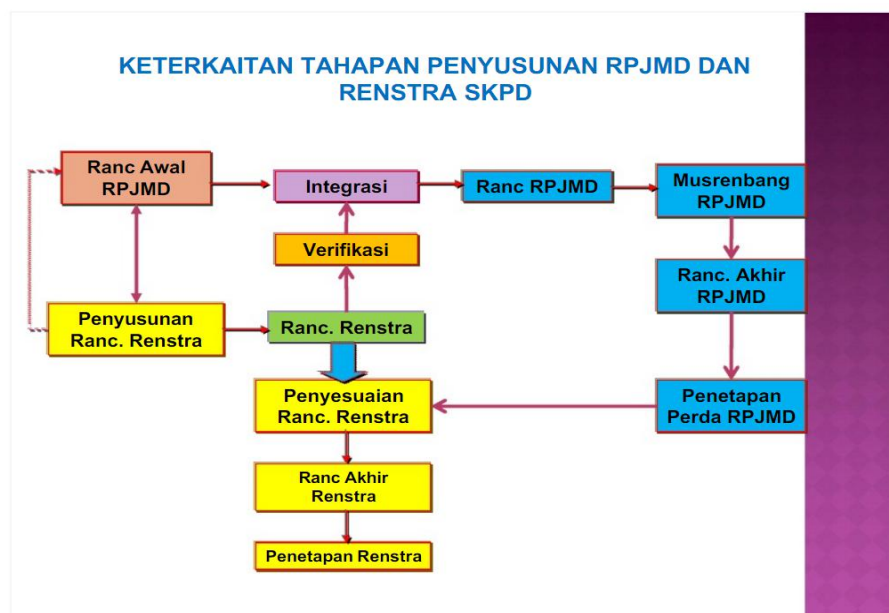 KETERKAITAN TAHAPAN PENYUSUNAN RPJMD DAN
RENSTRA SKPD
Ranc Awal
RPJMD
Integrasi
Ranc RPJMD
Musrenbang
RPJMD
Verifikasi
Ranc. Akhir
RPJMD
Penyusunan
Ranc. Renstra
Ranc. Renstra
Penyesuaian
Ranc. Renstra
Penetapan
Perda RPJMD
Ranc Akhir
Renstra
Penetapan Renstra